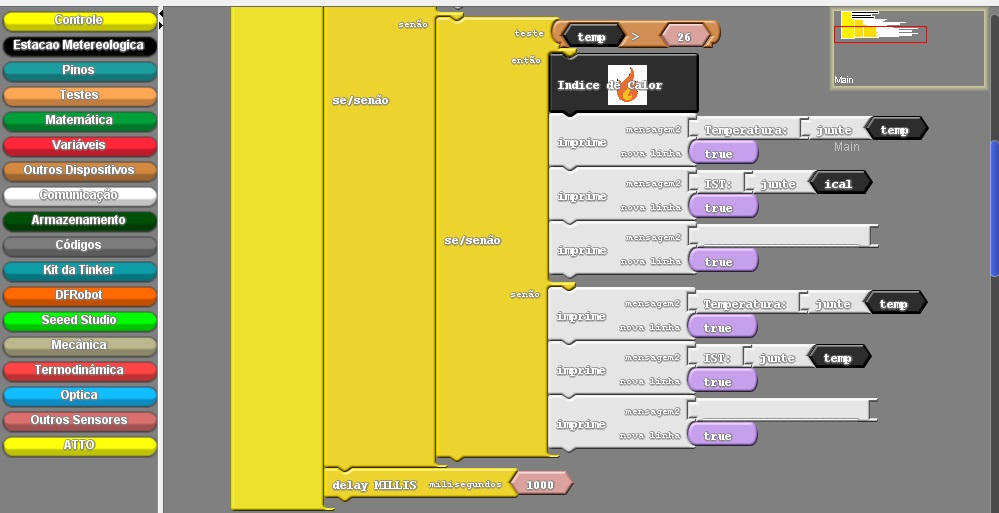 Controle
Estacao Metereologica
Pinos
Testes
Matemática
Variáveis
Outros Dispositivos
Comunicação
Armazenamento
Códigos
Kit da Tinker
DFRobot
Seeed Studio
Mecânica
Termodinâmica
Optica
Outros Sensores
ATTO
senão
teste
temp > 26
então
Indice de Calor
se/senão
imprime
mensagem2 Temperatura: junte temp
nova linha true
imprime
mensagem2 IST: junte ical
nova linha true
se/senão
imprime
mensagem2
nova linha true
senão
imprime
mensagem2 Temperatura: junte temp
nova linha true
imprime
mensagem2 IST: junte temp
nova linha true
imprime
mensagem2
nova linha true
delay MILLIS milisegundos 1000
Main
Main